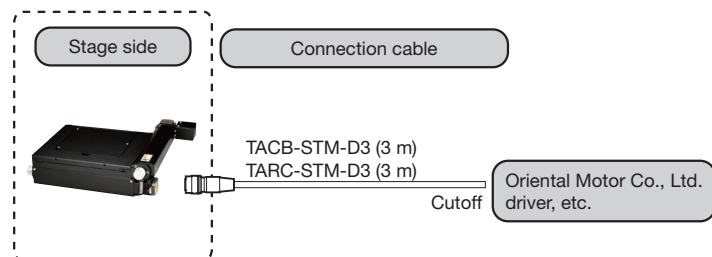 Stage side
Connection cable
TACB-STM-D3 (3 m)
TARC-STM-D3 (3 m)
Cutoff
Oriental Motor Co., Ltd.
driver, etc.